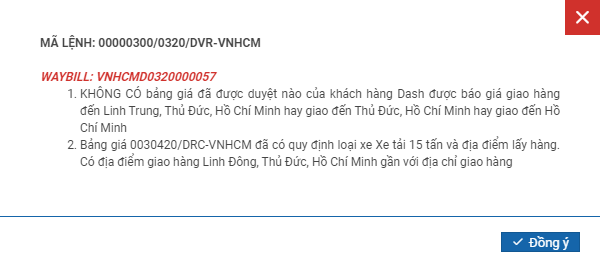 MÃ LỆNH: 00000300/0320/DVR-VNHCM
WAYBILL: VNHCMD0320000057
1. KHÔNG CÓ bảng giá đã được duyệt nào của khách hàng Dash được báo giá giao hàng
đến Linh Trung, Thủ Đức, Hồ Chí Minh hay giao đến Thủ Đức, Hồ Chí Minh hay giao đến Hồ
Chí Minh
2. Bảng giá 0030420/DRC-VNHCM đã có quy định loại xe Xe tải 15 tấn và địa điểm lấy hàng.
Có địa điểm giao hàng Linh Đông, Thủ Đức, Hồ Chí Minh gần với địa chỉ giao hàng
Đồng ý